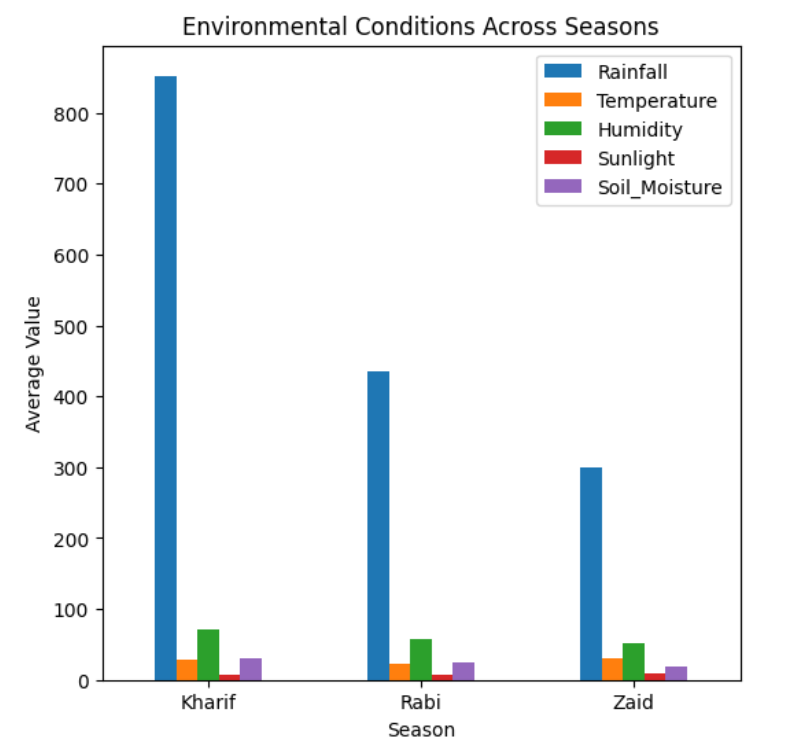 Environmental Conditions Across Seasons
Rainfall
Temperature
Humidity
Sunlight
Soil_Moisture
Average Value
800
700
600
500
400
300
200
100
0
Kharif
Rabi
Zaid
Season